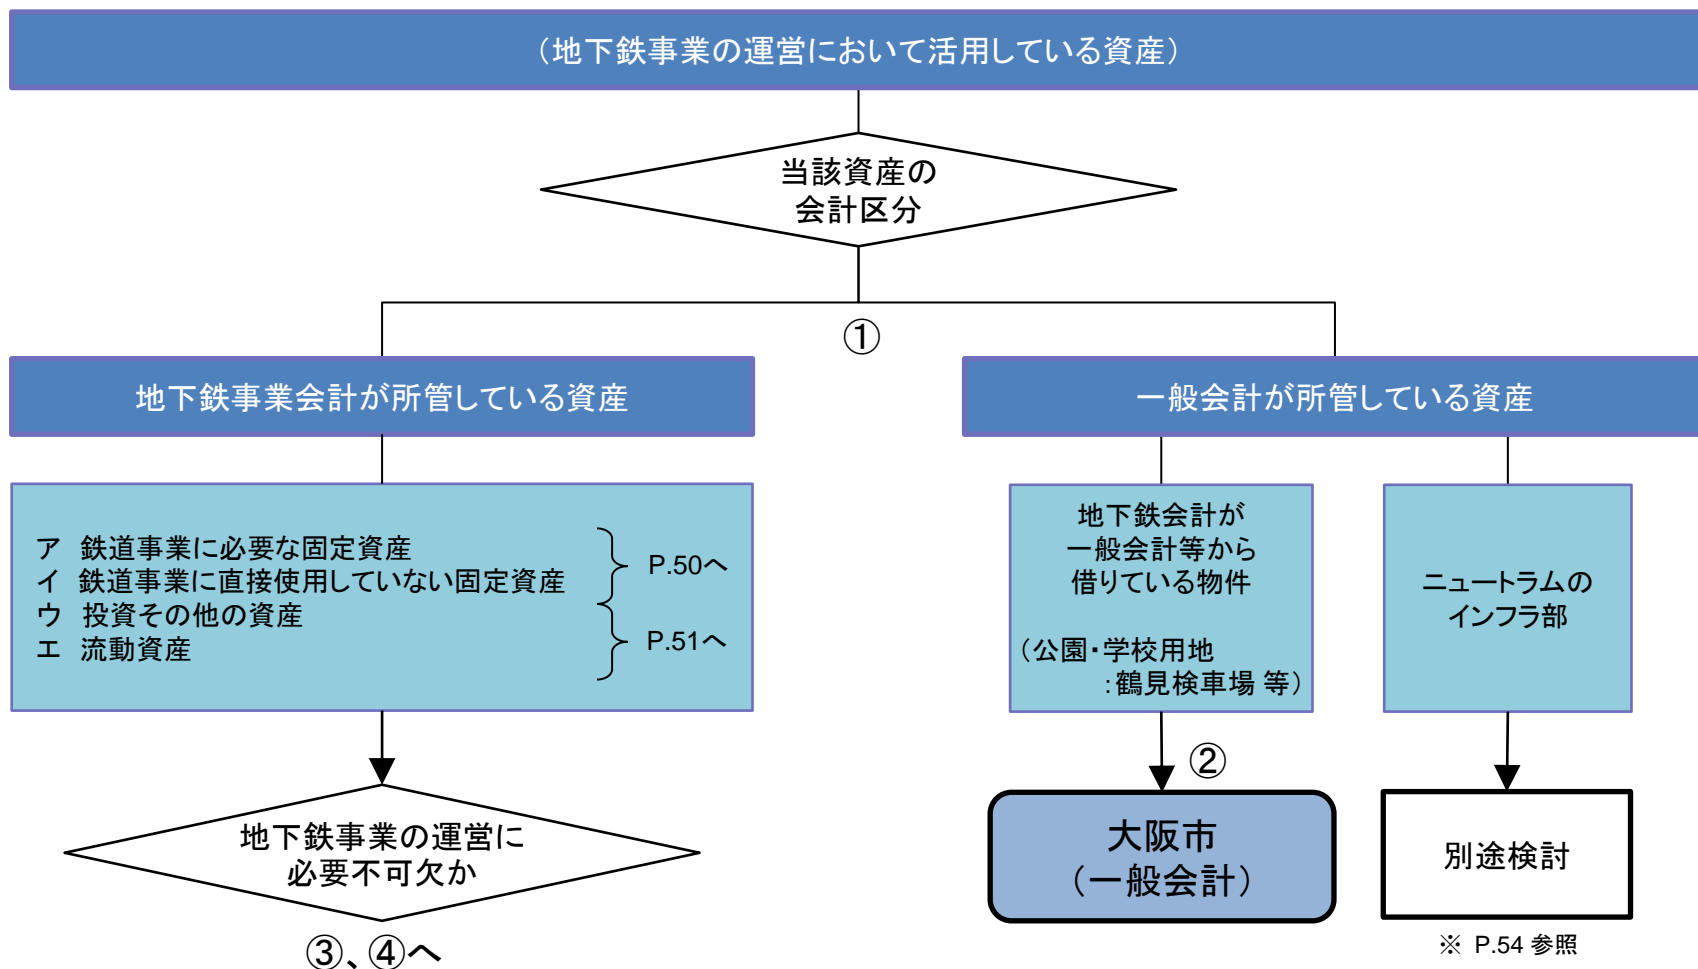 （地下鉄事業の運営において活用している資産）
当該資産の
会計区分
①
地下鉄事業会計が所管している資産
一般会計が所管している資産
ア 鉄道事業に必要な固定資産
イ 鉄道事業に直接使用していない固定資産
ウ 投資その他の資産
エ 流動資産
P.50へ
P.51へ
地下鉄会計が
一般会計等から
借りている物件
（公園・学校用地
：鶴見検車場 等）
ニュートラムの
インフラ部
②
地下鉄事業の運営に
必要不可欠か
③、④へ
大阪市
（一般会計）
別途検討
※ P.54 参照